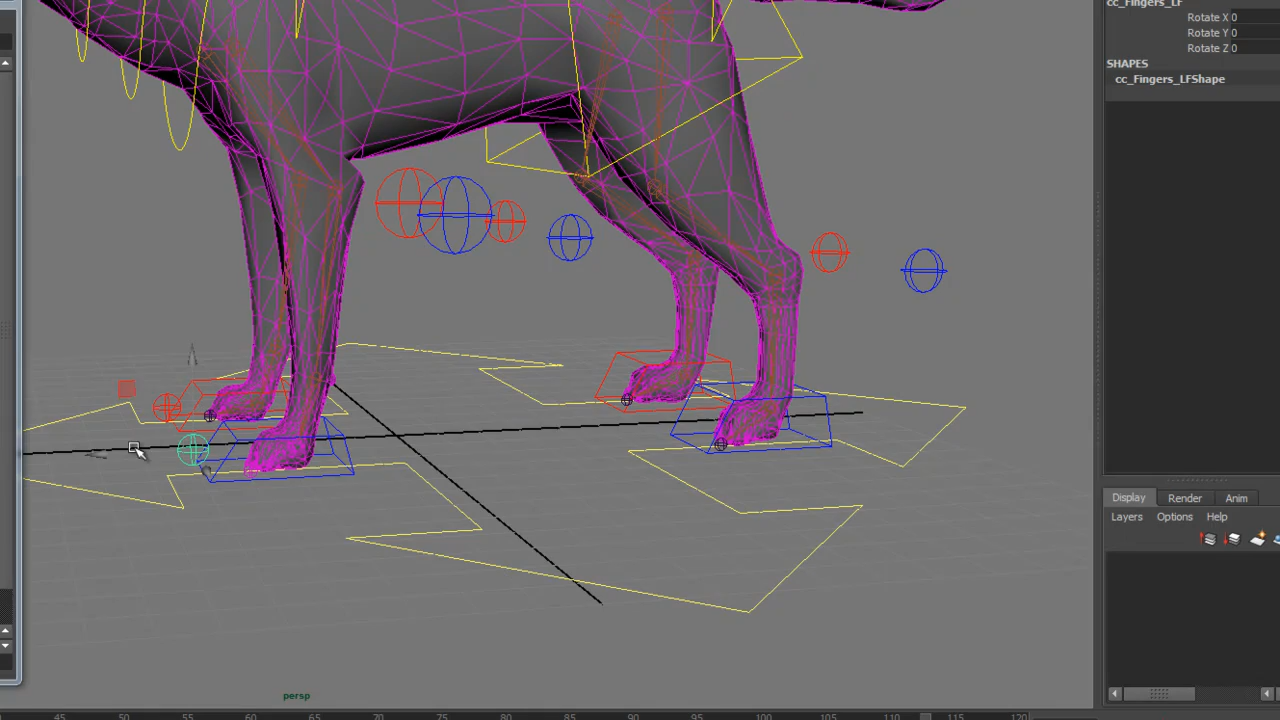 cc_Fingers_LF
Rotate X 0
Rotate Y 0
Rotate Z 0
SHAPES
cc_Fingers_LFShape
Display Render Anim
Layers Options Help
persp
45 50 55 60 65 70 75 80 85 90 95 100 105 110 115 120